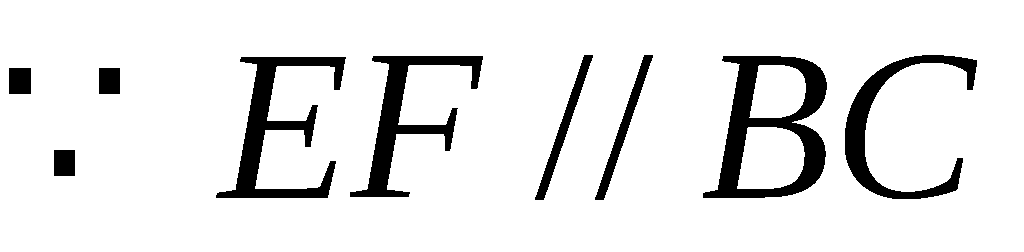 ∵ EF // BC